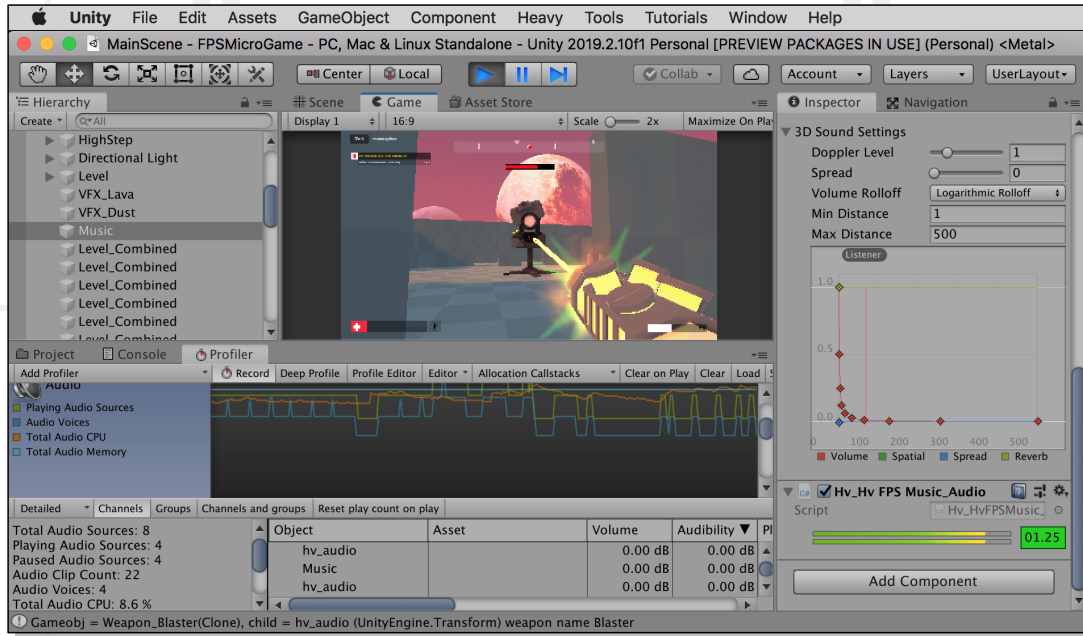 Unity File Edit Assets GameObject Component Heavy Tools Tutorials Window Help
MainScene - FPSMicroGame - PC, Mac & Linux Standalone - Unity 2019.2.10f1 Personal [PREVIEW PACKAGES IN USE] (Personal) <Metal>
Center Local Collab Account Layers UserLayout
Hierarchy
Create All
HighStep
Directional Light
Level
VFX_Lava
VFX_Dust
Music
Level_Combined
Level_Combined
Level_Combined
Level_Combined
Level_Combined
Level_Combined
Scene Game Asset Store
Display 1 16:9 Scale 2x Maximize On Play
Project Console Profiler
Add Profiler Record Deep Profile Profile Editor Editor Allocation Callstacks Clear on Play Clear Load S
Audio
Playing Audio Sources
Audio Voices
Total Audio CPU
Total Audio Memory
Detailed Channels Groups Channels and groups Reset play count on play
Total Audio Sources: 8
Playing Audio Sources: 4
Paused Audio Sources: 4
Audio Clip Count: 22
Audio Voices: 4
Total Audio CPU: 8.6 %
Object Asset Volume Audibility ▼ Pl
hv_audio 0.00 dB 0.00 dB
Music 0.00 dB 0.00 dB
hv_audio 0.00 dB 0.00 dB
Inspector Navigation
3D Sound Settings
Doppler Level 1
Spread 0
Volume Rolloff Logarithmic Rolloff
Min Distance 1
Max Distance 500
Listener
1.0
0.5
0.0
0 100 200 300 400 500
Volume Spatial Spread Reverb
Hv_Hv FPS Music_Audio
Script Hv_HvFPSMusic_
01.25
Add Component
Gameobj = Weapon_Blaster(Clone), child = hv_audio (UnityEngine.Transform) weapon name Blaster